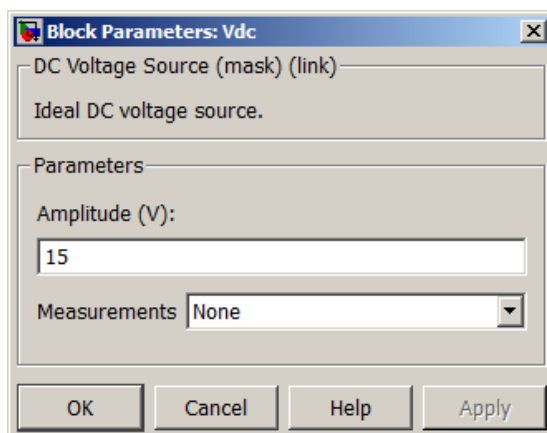 Block Parameters: Vdc
DC Voltage Source (mask) (link)
Ideal DC voltage source.
Parameters
Amplitude (V):
15
Measurements None
OK Cancel Help Apply